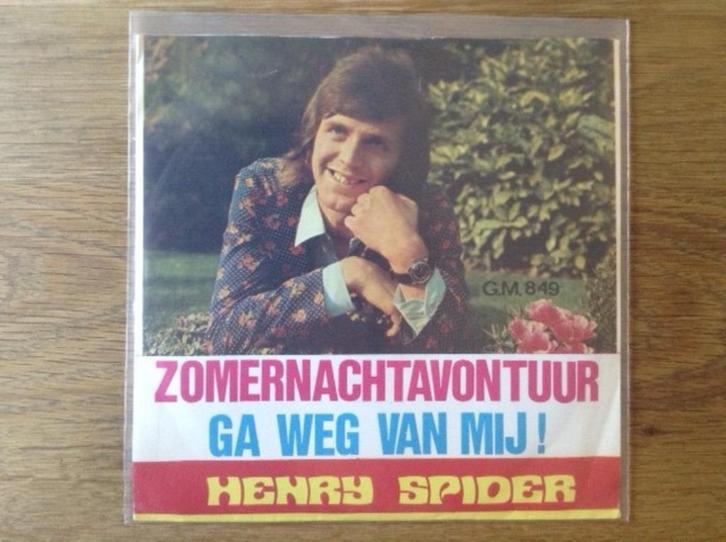 G.M. 849
ZOMERNACHTAVONTUUR
GA WEG VAN MIJ!
HENRY SPIDER